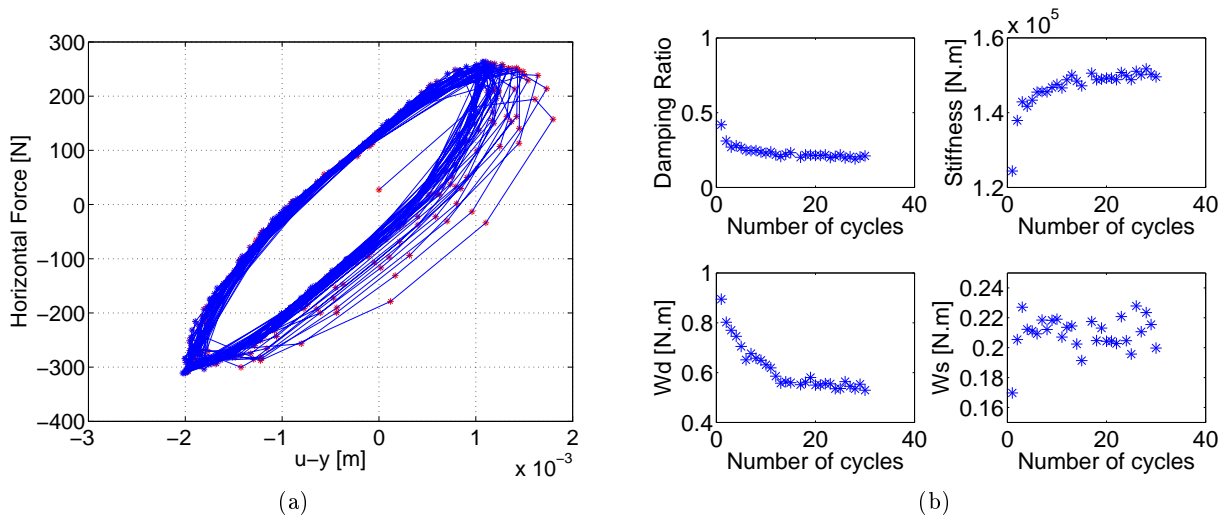 300
200
100
0
−100
−200
−300
−400
−3
−2
−1
0
1
2
x 10⁻³
u−y [m]
Horizontal Force [N]
(a)
Damping Ratio
1
0.5
0
0
20
40
Number of cycles
x 10⁵
Stiffness [N.m]
1.6
1.4
1.2
0
20
40
Number of cycles
Wd [N.m]
1
0.8
0.6
0.4
0
20
40
Number of cycles
Ws [N.m]
0.24
0.22
0.2
0.18
0.16
0
20
40
Number of cycles
(b)